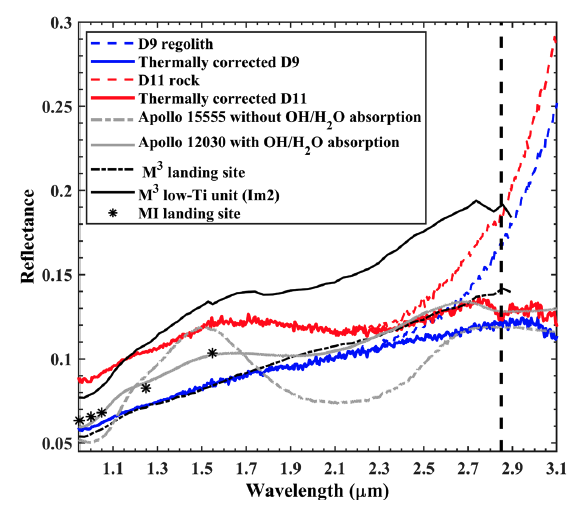 0.3
0.25
0.2
0.15
0.1
0.05
Reflectance
D9 regolith
Thermally corrected D9
D11 rock
Thermally corrected D11
Apollo 15555 without OH/H₂O absorption
Apollo 12030 with OH/H₂O absorption
M³ landing site
M³ low-Ti unit (Im2)
MI landing site
1.1 1.3 1.5 1.7 1.9 2.1 2.3 2.5 2.7 2.9 3.1
Wavelength (μm)